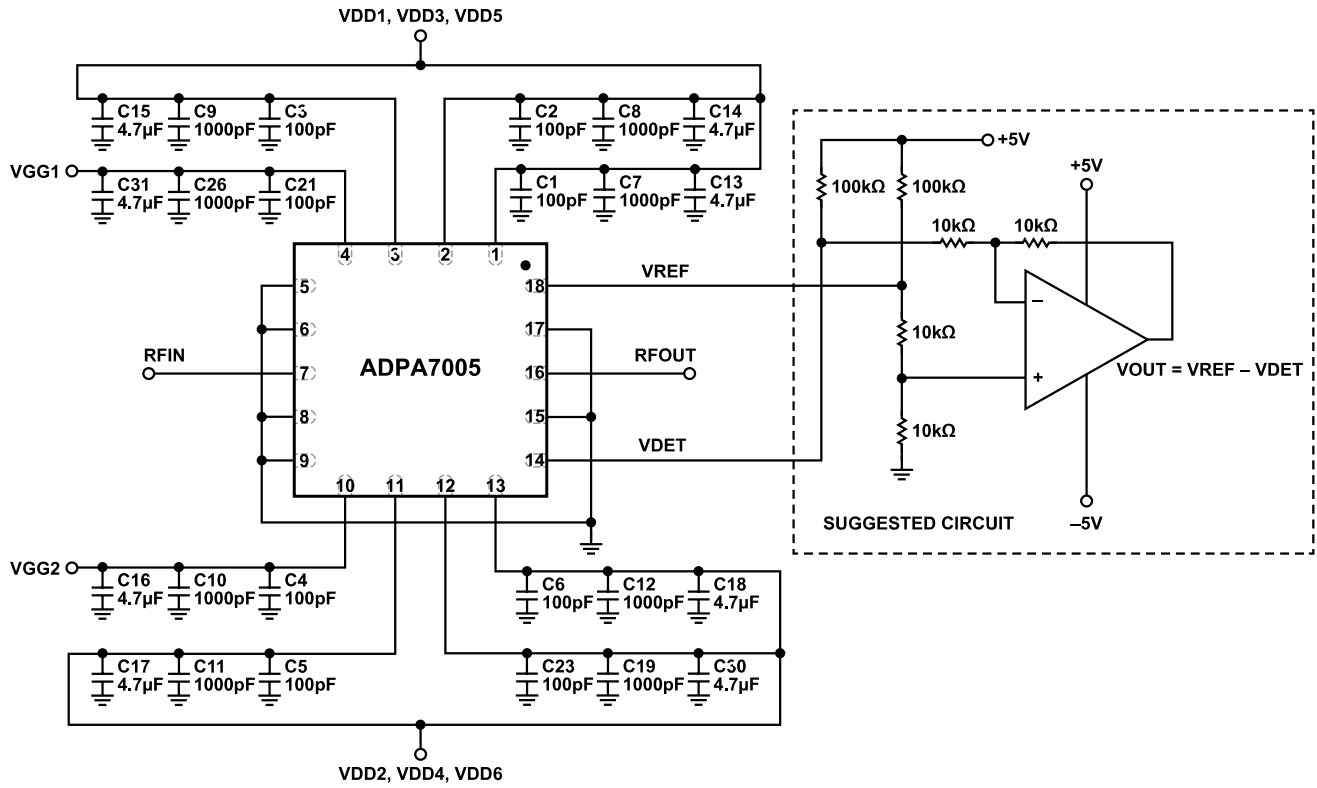 VDD1, VDD3, VDD5
C15
4.7µF
C9
1000pF
C3
100pF
C2
100pF
C8
1000pF
C14
4.7µF
VGG1
C31
4.7µF
C26
1000pF
C21
100pF
C1
100pF
C7
1000pF
C13
4.7µF
+5V
+5V
100kΩ
100kΩ
10kΩ
10kΩ
4
3
2
1
VREF
5
18
6
17
RFIN
7
ADPA7005
16
RFOUT
8
15
9
14
VDET
10
11
12
13
10kΩ
10kΩ
–
+
VOUT = VREF – VDET
–5V
SUGGESTED CIRCUIT
VGG2
C16
4.7µF
C10
1000pF
C4
100pF
C6
100pF
C12
1000pF
C18
4.7µF
C17
4.7µF
C11
1000pF
C5
100pF
C23
100pF
C19
1000pF
C30
4.7µF
VDD2, VDD4, VDD6